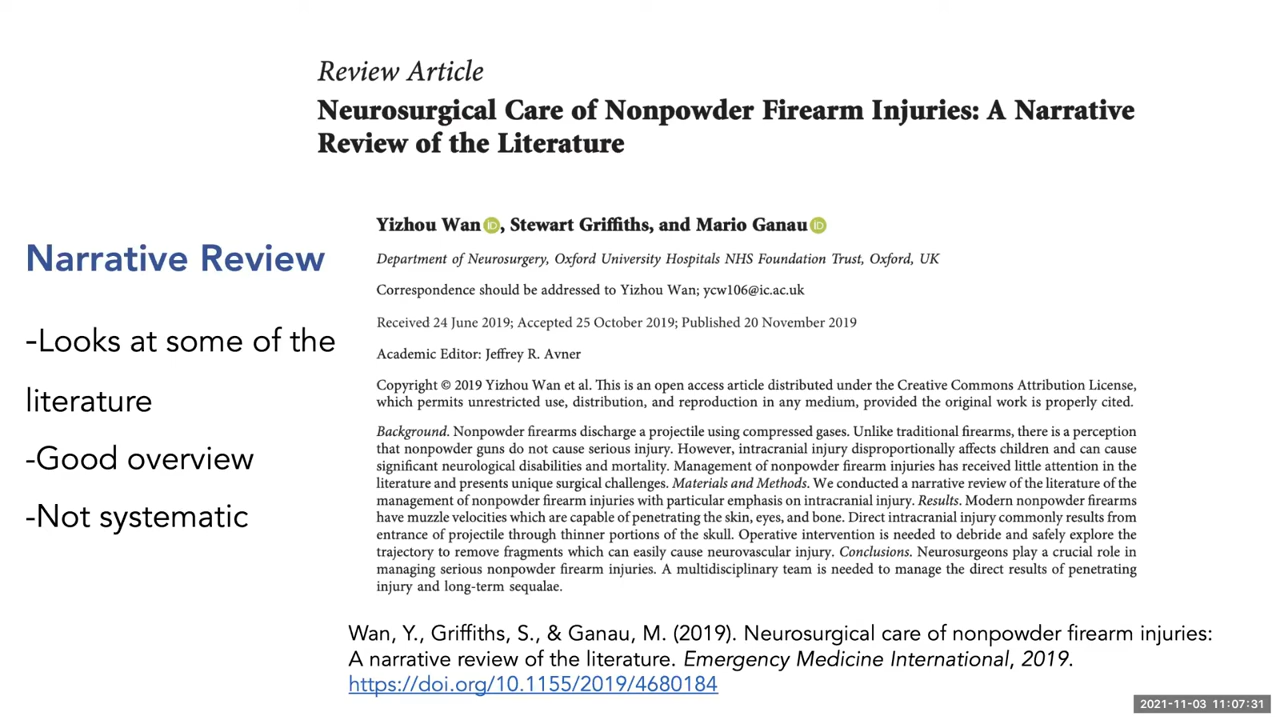 Review Article
Neurosurgical Care of Nonpowder Firearm Injuries: A Narrative
Review of the Literature
Yizhou Wan, Stewart Griffiths, and Mario Ganau
Department of Neurosurgery, Oxford University Hospitals NHS Foundation Trust, Oxford, UK
Correspondence should be addressed to Yizhou Wan; ycw106@ic.ac.uk
Received 24 June 2019; Accepted 25 October 2019; Published 20 November 2019
Academic Editor: Jeffrey R. Avner
Copyright © 2019 Yizhou Wan et al. This is an open access article distributed under the Creative Commons Attribution License,
which permits unrestricted use, distribution, and reproduction in any medium, provided the original work is properly cited.
Background. Nonpowder firearms discharge a projectile using compressed gases. Unlike traditional firearms, there is a perception
that nonpowder guns do not cause serious injury. However, intracranial injury disproportionally affects children and can cause
significant neurological disabilities and mortality. Management of nonpowder firearm injuries has received little attention in the
literature and presents unique surgical challenges. Materials and Methods. We conducted a narrative review of the literature of the
management of nonpowder firearm injuries with particular emphasis on intracranial injury. Results. Modern nonpowder firearms
have muzzle velocities which are capable of penetrating the skin, eyes, and bone. Direct intracranial injury commonly results from
entrance of projectile through thinner portions of the skull. Operative intervention is needed to debride and safely explore the
trajectory to remove fragments which can easily cause neurovascular injury. Conclusions. Neurosurgeons play a crucial role in
managing serious nonpowder firearm injuries. A multidisciplinary team is needed to manage the direct results of penetrating
injury and long-term sequalae.
Narrative Review
-Looks at some of the
literature
-Good overview
-Not systematic
Wan, Y., Griffiths, S., & Ganau, M. (2019). Neurosurgical care of nonpowder firearm injuries:
A narrative review of the literature. Emergency Medicine International, 2019.
https://doi.org/10.1155/2019/4680184
2021-11-03 11:07:31